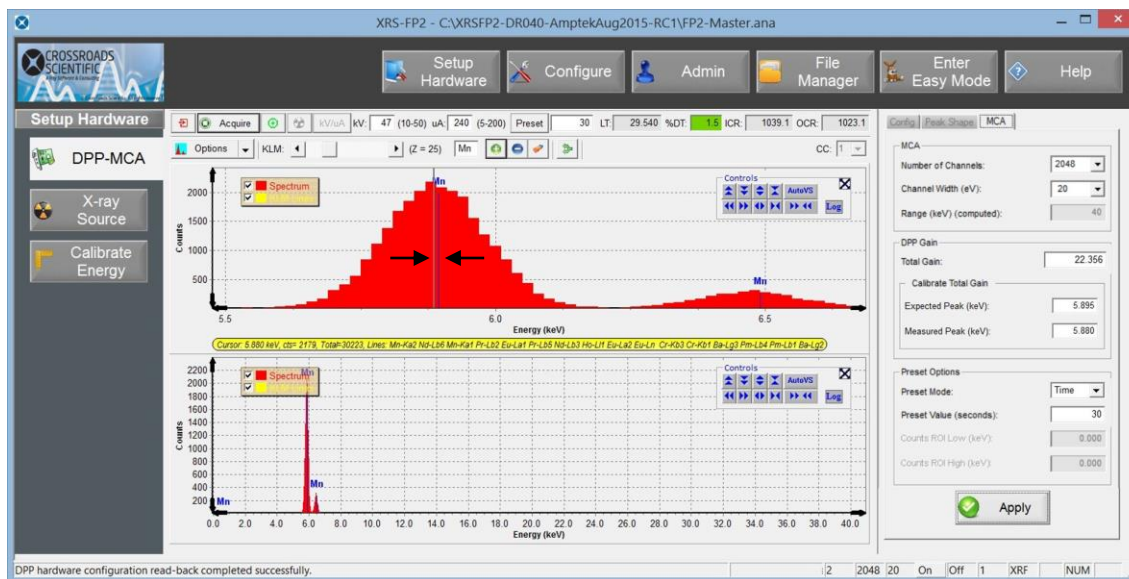 XRS-FP2 - C:\XRSFP2-DR040-AmptekAug2015-RC1\FP2-Master.ana
CROSSROADS
SCIENTIFIC
Setup
Hardware
Configure
Admin
File
Manager
Enter
Easy Mode
Help
Setup Hardware
DPP-MCA
X-ray
Source
Calibrate
Energy
Acquire kV/uA kV: 47 (10-50) uA: 240 (5-200) Preset 30 LT: 29.540 %DT: 1.5 ICR: 1039.1 OCR: 1023.1
Options KLM: (Z = 25) Mn CC: 1
Spectrum
Mn
Controls
AutoVS
Log
2000
1500
1000
500
Counts
Mn
5.5 6.0 6.5
Energy (keV)
Cursor: 5.880 keV, cts= 2179, Total=30223, Lines: Mn-Ka2 Nd-Lb6 Mn-Ka1 Pr-Lb2 Eu-La1 Pr-Lb5 Nd-Lb3 Ho-Ll1 Eu-La2 Eu-Ln Cr-Kb3 Cr-Kb1 Ba-Lg3 Pm-Lb4 Pm-Lb1 Ba-Lg2
Spectrum
Mn
Controls
AutoVS
Log
2200
2000
1800
1600
1400
1200
1000
800
600
400
200
Counts
Mn
Mn
0.0 2.0 4.0 6.0 8.0 10.0 12.0 14.0 16.0 18.0 20.0 22.0 24.0 26.0 28.0 30.0 32.0 34.0 36.0 38.0 40.0
Energy (keV)
Config Peak Shape MCA
MCA
Number of Channels: 2048
Channel Width (eV): 20
Range (keV) (computed): 40
DPP Gain
Total Gain: 22.356
Calibrate Total Gain
Expected Peak (keV): 5.895
Measured Peak (keV): 5.880
Preset Options
Preset Mode: Time
Preset Value (seconds): 30
Counts ROI Low (keV): 0.000
Counts ROI High (keV): 0.000
Apply
DPP hardware configuration read-back completed successfully.
2 2048 20 On Off 1 XRF NUM